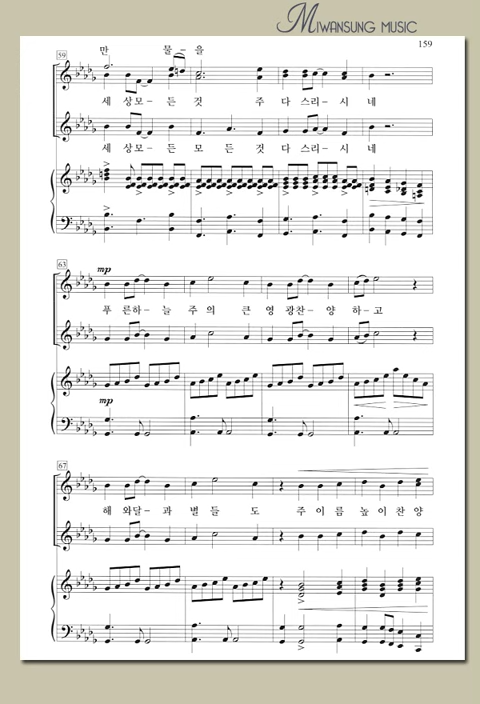 MIWANSUNG MUSIC
159
59
만 물-을
세 상모- 든 것 주 다 스리- 시 네
세 상모- 든 모 든 것 다 스리- 시 네
63
mp
푸 른하- 늘 주 의 큰 영 광찬- 양 하- 고
mp
67
해 와달- 과 별 들 도 주 이 름 높 이 찬 양